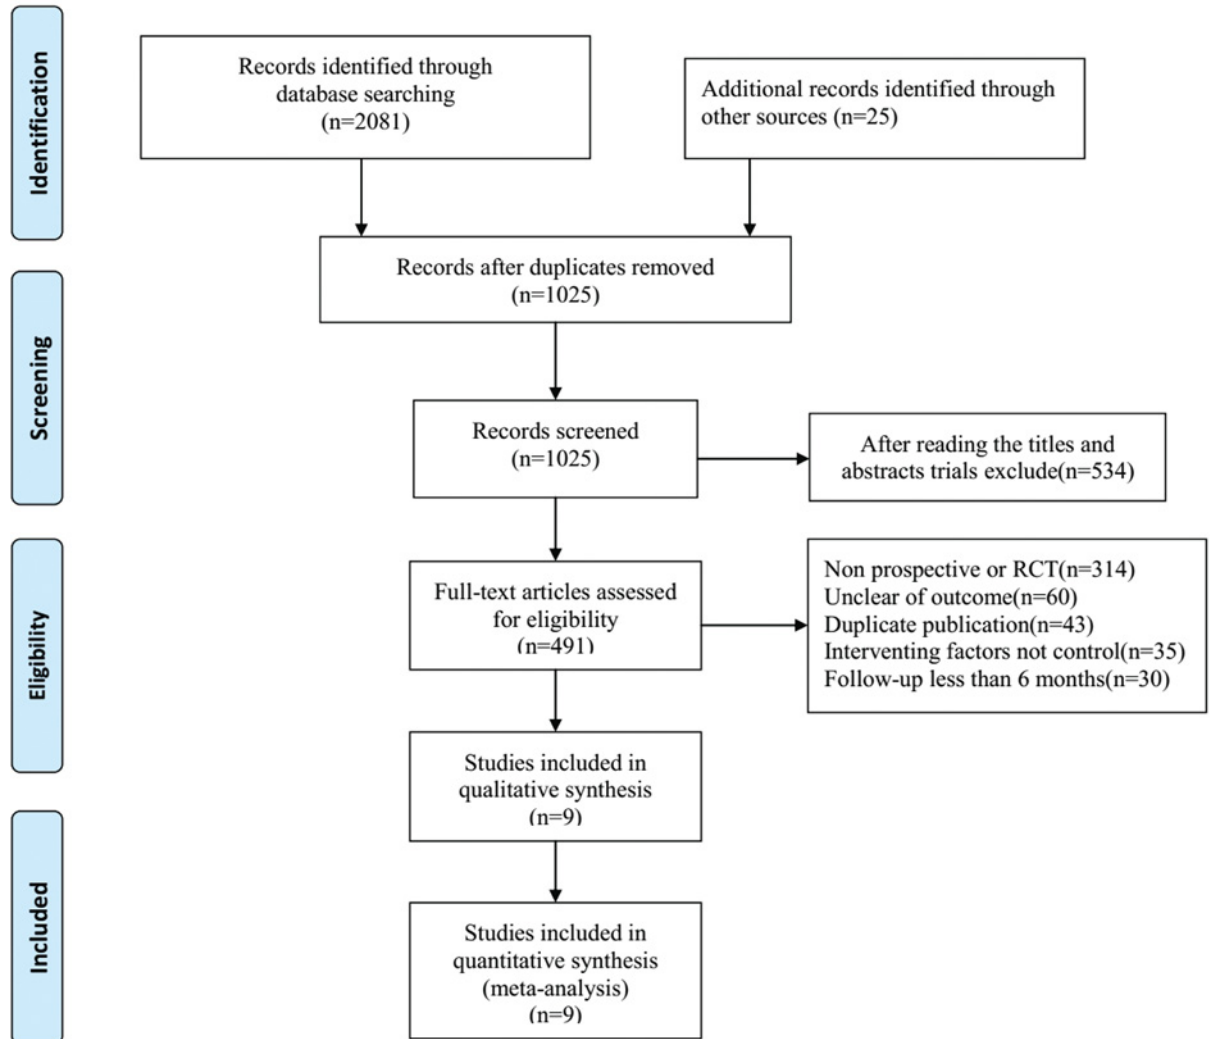 Identification
Records identified through
database searching
(n=2081)
Additional records identified through
other sources (n=25)
Records after duplicates removed
(n=1025)
Screening
Records screened
(n=1025)
After reading the titles and
abstracts trials exclude(n=534)
Eligibility
Full-text articles assessed
for eligibility
(n=491)
Non prospective or RCT(n=314)
Unclear of outcome(n=60)
Duplicate publication(n=43)
Interventing factors not control(n=35)
Follow-up less than 6 months(n=30)
Studies included in
qualitative synthesis
(n=9)
Included
Studies included in
quantitative synthesis
(meta-analysis)
(n=9)